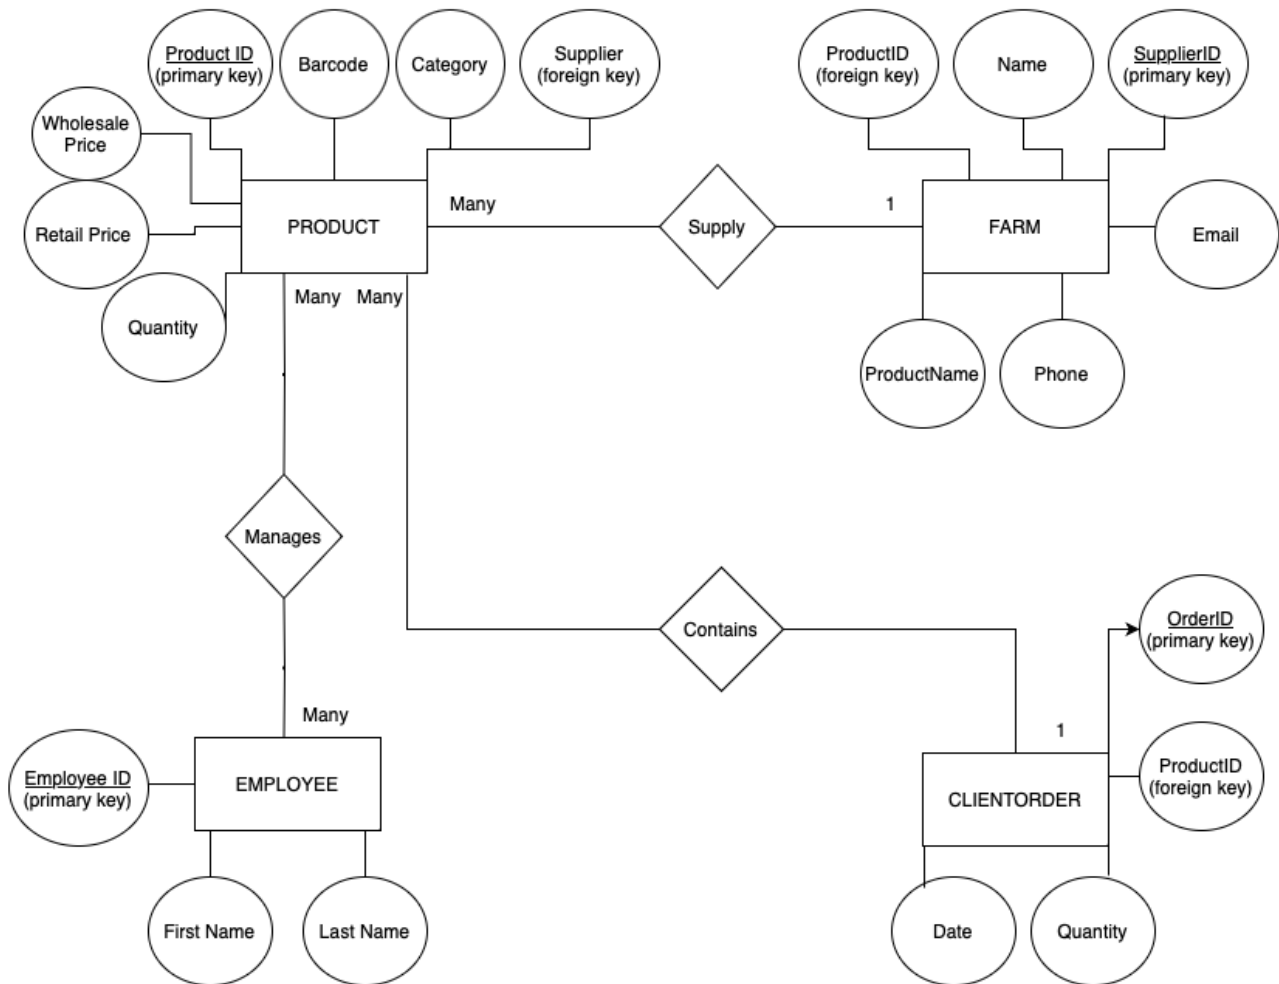 Product ID
(primary key)
Barcode
Category
Supplier
(foreign key)
ProductID
(foreign key)
Name
SupplierID
(primary key)
Wholesale
Price
Retail Price
Quantity
PRODUCT
Many
Supply
1
FARM
Email
Many
Many
ProductName
Phone
Manages
Contains
OrderID
(primary key)
Many
1
Employee ID
(primary key)
EMPLOYEE
ProductID
(foreign key)
CLIENTORDER
First Name
Last Name
Date
Quantity